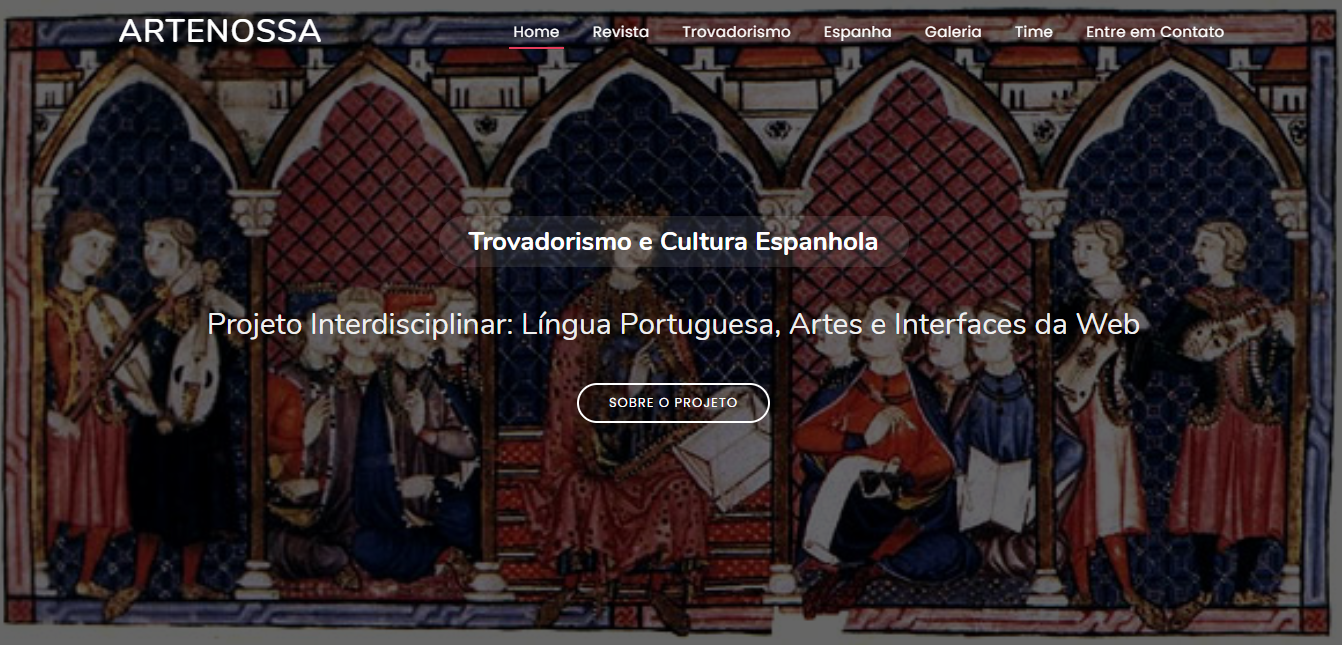 ARTENOSSA
Home Revista Trovadorismo Espanha Galeria Time Entre em Contato
Trovadorismo e Cultura Espanhola
Projeto Interdisciplinar: Língua Portuguesa, Artes e Interfaces da Web
SOBRE O PROJETO